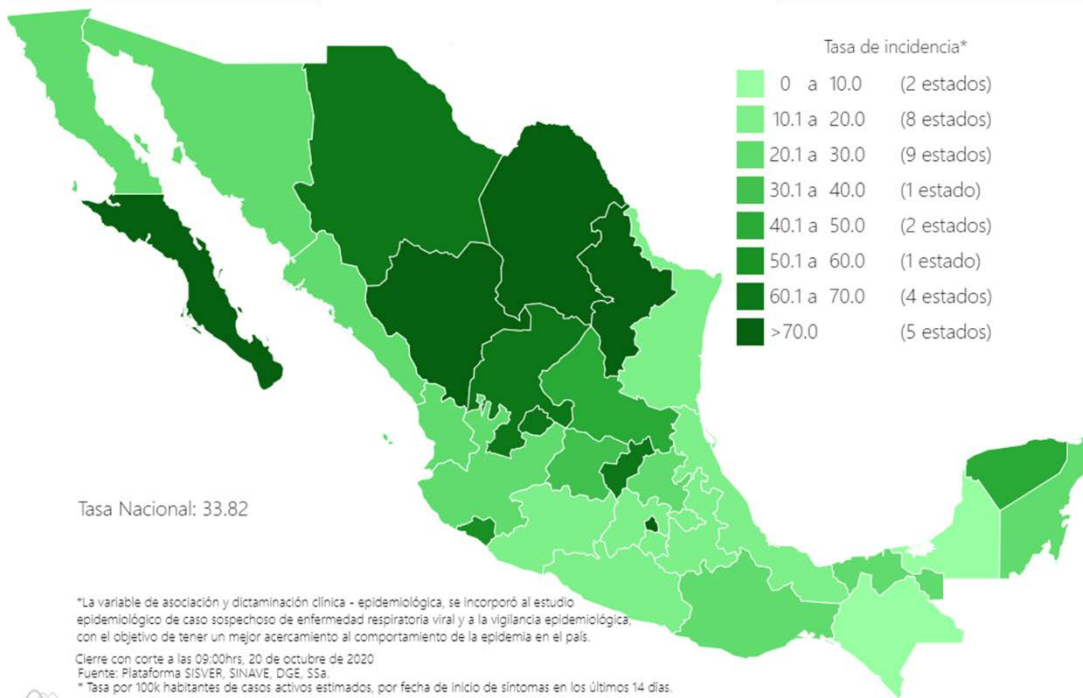 Tasa de incidencia*
0 a 10.0 (2 estados)
10.1 a 20.0 (8 estados)
20.1 a 30.0 (9 estados)
30.1 a 40.0 (1 estado)
40.1 a 50.0 (2 estados)
50.1 a 60.0 (1 estado)
60.1 a 70.0 (4 estados)
>70.0 (5 estados)
Tasa Nacional: 33.82
*La variable de asociación y dictaminación clínica - epidemiológica, se incorporó al estudio
epidemiológico de caso sospechoso de enfermedad respiratoria viral y a la vigilancia epidemiológica,
con el objetivo de tener un mejor acercamiento al comportamiento de la epidemia en el país.
Cierre con corte a las 09:00hrs, 20 de octubre de 2020
Fuente: Plataforma SISVER, SINAVE, DGE, SSa.
* Tasa por 100k habitantes de casos activos estimados, por fecha de inicio de síntomas en los últimos 14 días.